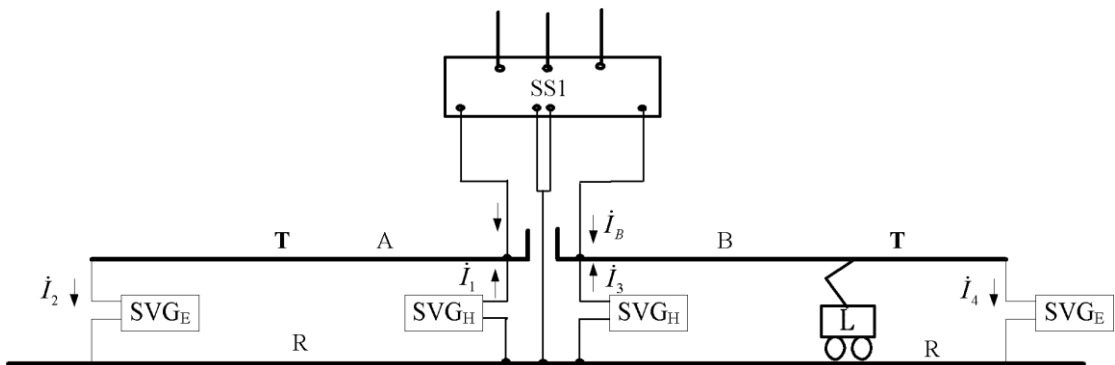 SS1
T A İ_B B T
İ_2 İ_1 İ_3 İ_4
SVG_E SVG_H SVG_H L SVG_E
R R